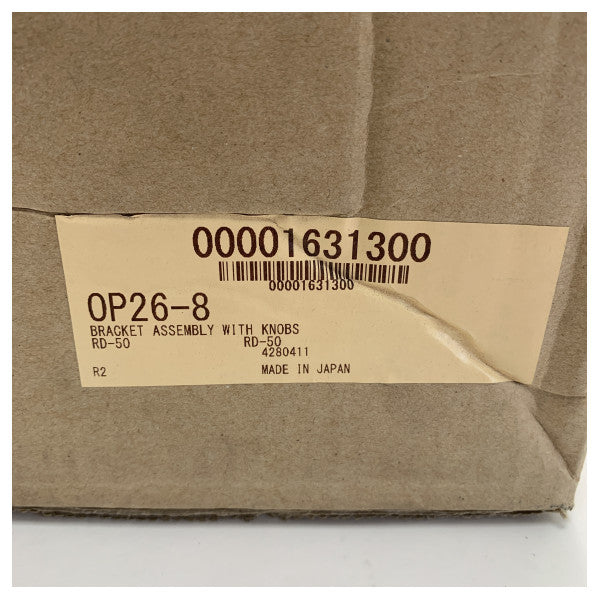 00001631300
00001631300
OP26-8
BRACKET ASSEMBLY WITH KNOBS
RD-50 RD-50
4280411
R2 MADE IN JAPAN